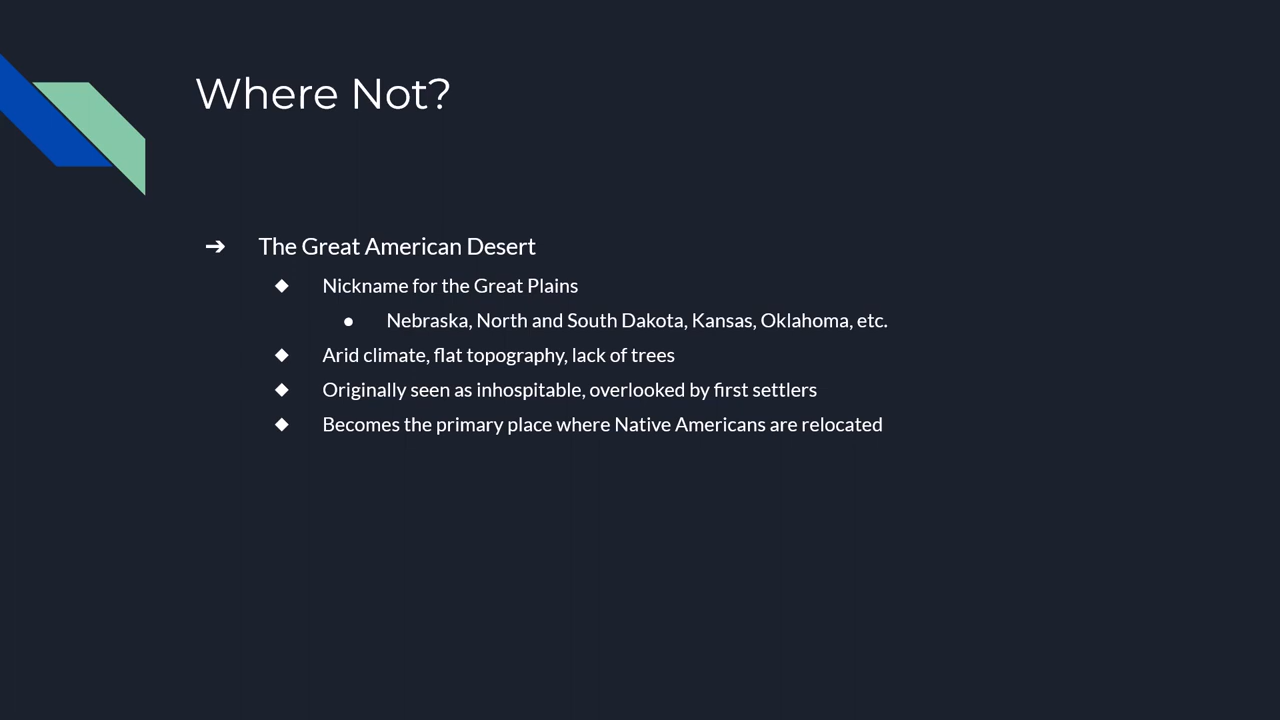 Where Not?
➔ The Great American Desert
◆ Nickname for the Great Plains
● Nebraska, North and South Dakota, Kansas, Oklahoma, etc.
◆ Arid climate, flat topography, lack of trees
◆ Originally seen as inhospitable, overlooked by first settlers
◆ Becomes the primary place where Native Americans are relocated